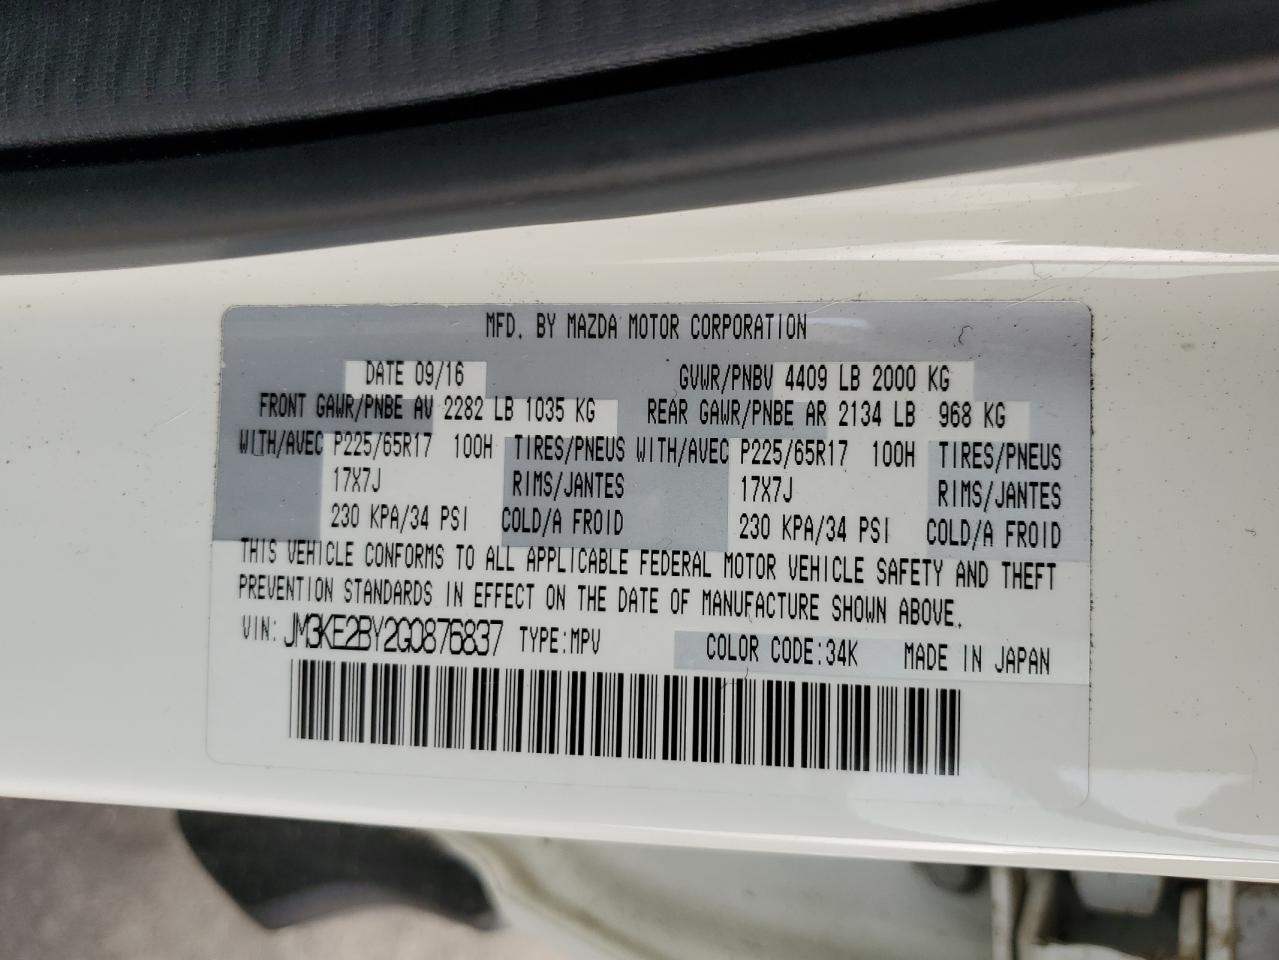 MFD. BY MAZDA MOTOR CORPORATION
DATE 09/16 GVWR/PNBV 4409 LB 2000 KG
FRONT GAWR/PNBE AV 2282 LB 1035 KG REAR GAWR/PNBE AR 2134 LB 968 KG
WITH/AVEC P225/65R17 100H TIRES/PNEUS WITH/AVEC P225/65R17 100H TIRES/PNEUS
17X7J RIMS/JANTES 17X7J RIMS/JANTES
230 KPA/34 PSI COLD/A FROID 230 KPA/34 PSI COLD/A FROID
THIS VEHICLE CONFORMS TO ALL APPLICABLE FEDERAL MOTOR VEHICLE SAFETY AND THEFT
PREVENTION STANDARDS IN EFFECT ON THE DATE OF MANUFACTURE SHOWN ABOVE.
VIN: JM3KE2BY2G0876837 TYPE:MPV COLOR CODE:34K MADE IN JAPAN